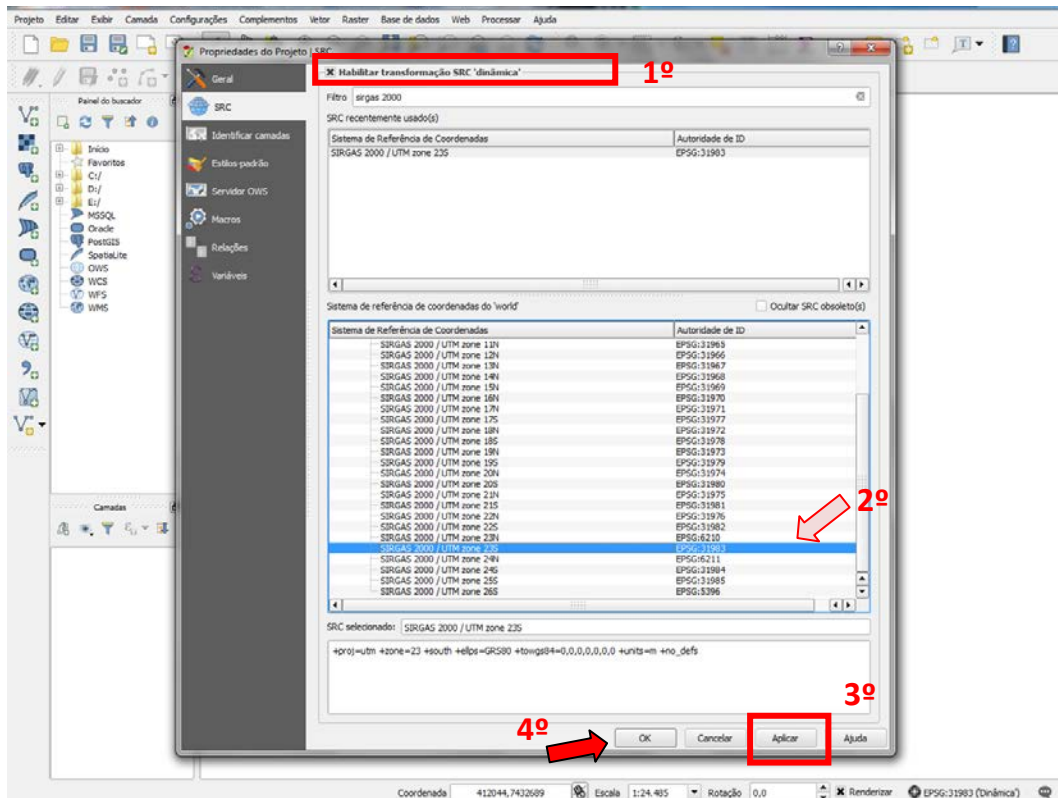 Projeto Editar Exibir Camada Configurações Complementos Vetor Raster Base de dados Web Processar Ajuda
Propriedades do Projeto | SRC
Geral
SRC
Identificar camadas
Estilos-padrão
Servidor OWS
Macros
Relações
Variáveis
Painel do buscador
Início
Favoritos
C:/
D:/
E:/
MSSQL
Oracle
PostGIS
SpatiaLite
OWS
WCS
WFS
WMS
Camadas
Habilitar transformação SRC 'dinâmica'
1º
Filtro sirgas 2000
SRC recentemente usado(s)
Sistema de Referência de Coordenadas Autoridade de ID
SIRGAS 2000 / UTM zone 23S EPSG:31983
Sistema de referência de coordenadas do 'world' Ocultar SRC obsoleto(s)
Sistema de Referência de Coordenadas Autoridade de ID
SIRGAS 2000 / UTM zone 11N EPSG:31965
SIRGAS 2000 / UTM zone 12N EPSG:31966
SIRGAS 2000 / UTM zone 13N EPSG:31967
SIRGAS 2000 / UTM zone 14N EPSG:31968
SIRGAS 2000 / UTM zone 15N EPSG:31969
SIRGAS 2000 / UTM zone 16N EPSG:31970
SIRGAS 2000 / UTM zone 17N EPSG:31971
SIRGAS 2000 / UTM zone 17S EPSG:31977
SIRGAS 2000 / UTM zone 18N EPSG:31972
SIRGAS 2000 / UTM zone 18S EPSG:31978
SIRGAS 2000 / UTM zone 19N EPSG:31973
SIRGAS 2000 / UTM zone 19S EPSG:31979
SIRGAS 2000 / UTM zone 20N EPSG:31974
SIRGAS 2000 / UTM zone 20S EPSG:31980
SIRGAS 2000 / UTM zone 21N EPSG:31975
SIRGAS 2000 / UTM zone 21S EPSG:31981
SIRGAS 2000 / UTM zone 22N EPSG:31976
SIRGAS 2000 / UTM zone 22S EPSG:31982
SIRGAS 2000 / UTM zone 23N EPSG:6210
SIRGAS 2000 / UTM zone 23S EPSG:31983
SIRGAS 2000 / UTM zone 24N EPSG:6211
SIRGAS 2000 / UTM zone 24S EPSG:31984
SIRGAS 2000 / UTM zone 25S EPSG:31985
SIRGAS 2000 / UTM zone 26S EPSG:5396
2º
SRC selecionado: SIRGAS 2000 / UTM zone 23S
+proj=utm +zone=23 +south +ellps=GRS80 +towgs84=0,0,0,0,0,0,0 +units=m +no_defs
3º
4º
OK Cancelar Aplicar Ajuda
Coordenada 412044,7432689 Escala 1:24.485 Rotação 0,0 Renderizar EPSG:31983 ('Dinâmica')